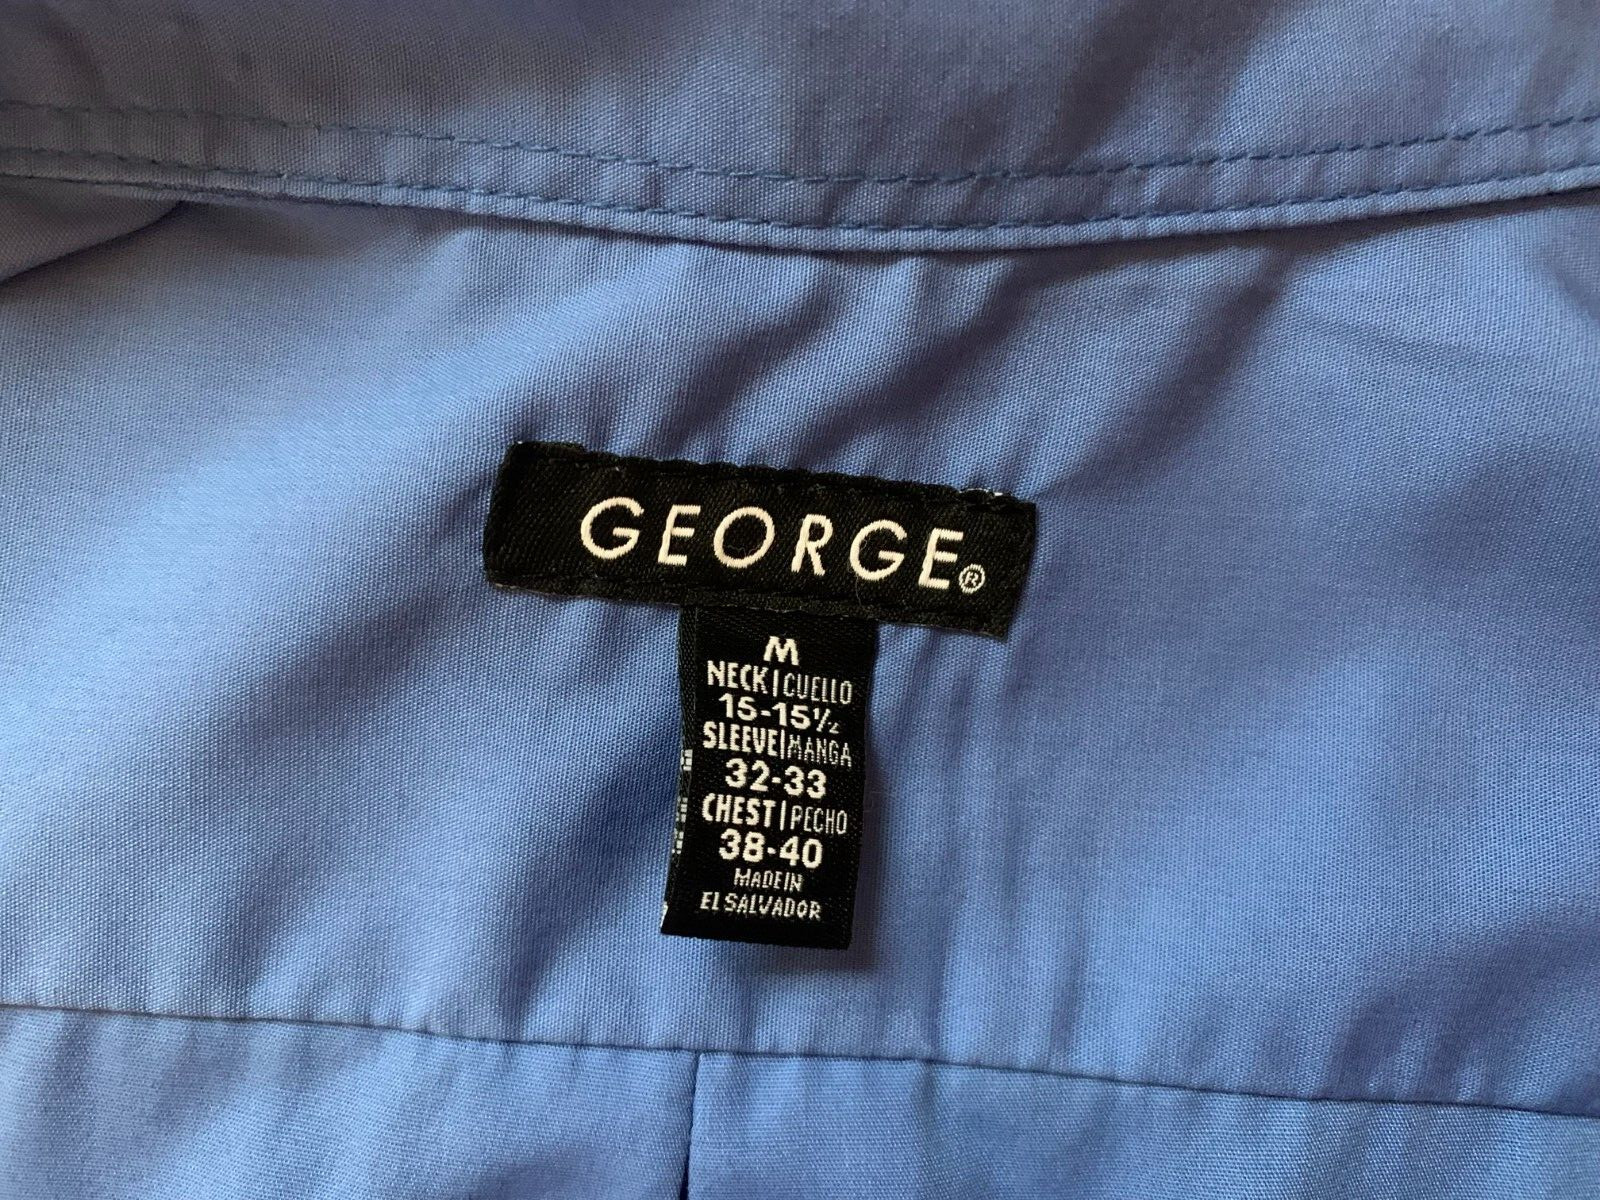 GEORGE®
M
NECK|CUELLO
15-15½
SLEEVE|MANGA
32-33
CHEST|PECHO
38-40
MADE IN
EL SALVADOR